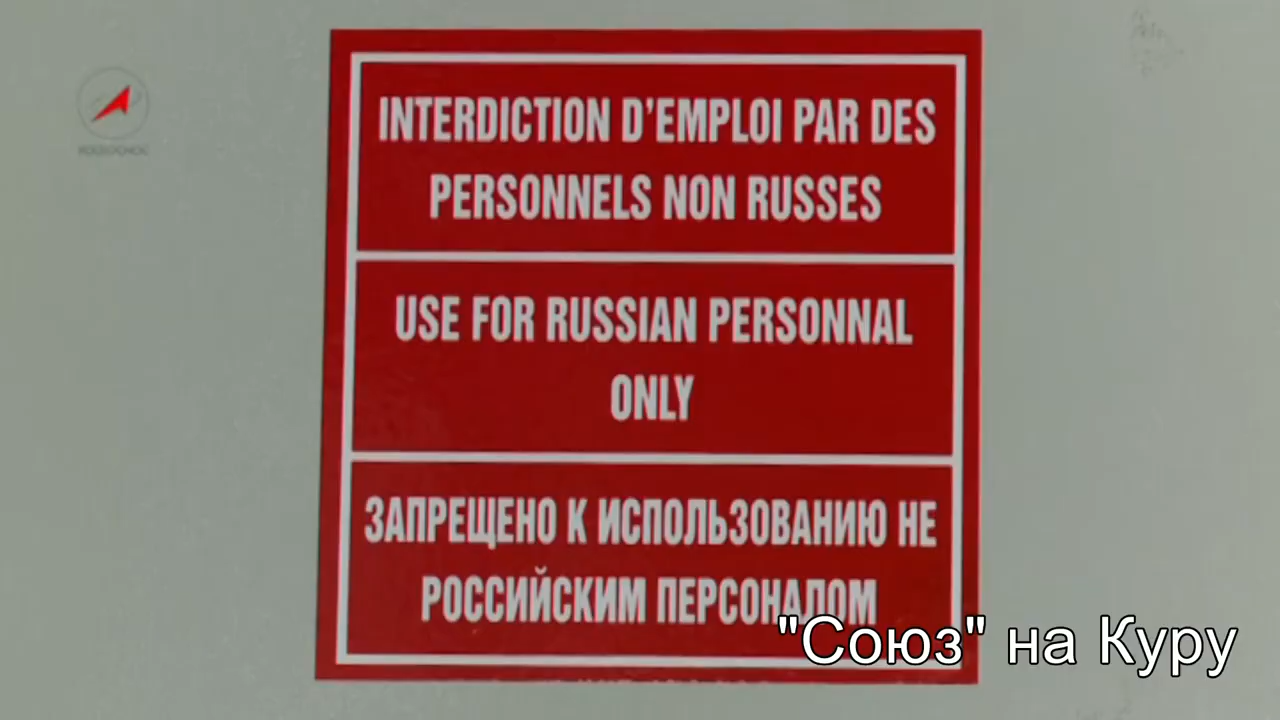 INTERDICTION D'EMPLOI PAR DES
PERSONNELS NON RUSSES
USE FOR RUSSIAN PERSONNAL
ONLY
ЗАПРЕЩЕНО К ИСПОЛЬЗОВАНИЮ НЕ
РОССИЙСКИМ ПЕРСОНАЛОМ
"Союз" на Куру